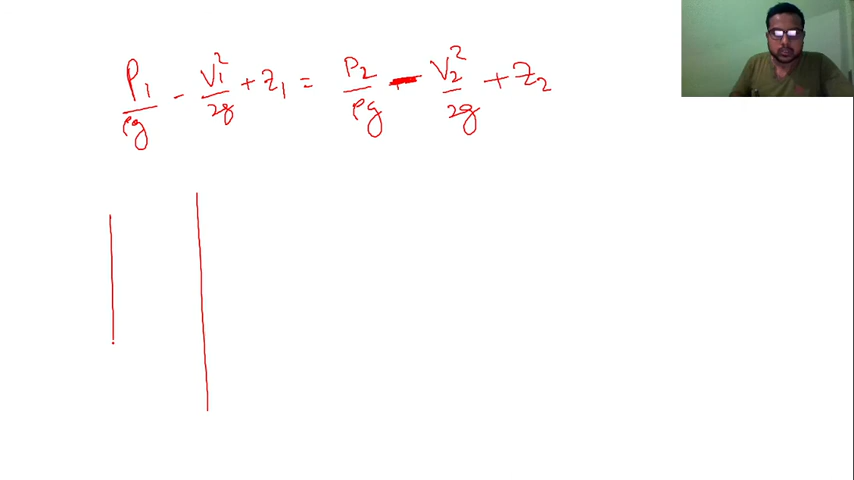 P₁/ρg - V₁²/2g + Z₁ = P₂/ρg - V₂²/2g + Z₂